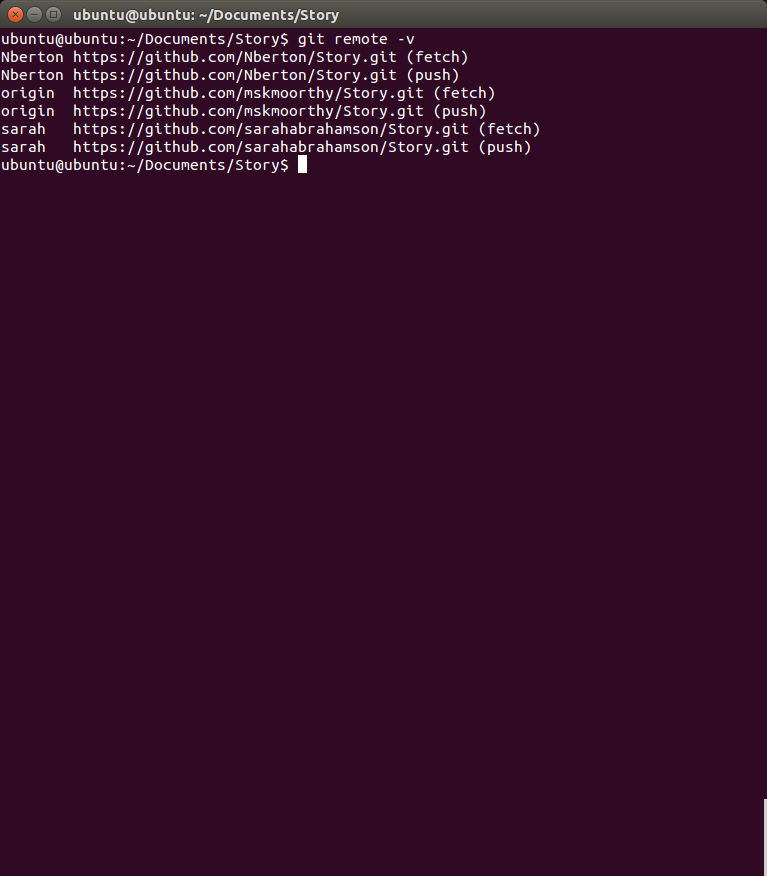 ubuntu@ubuntu: ~/Documents/Story
ubuntu@ubuntu:~/Documents/Story$ git remote -v
Nberton https://github.com/Nberton/Story.git (fetch)
Nberton https://github.com/Nberton/Story.git (push)
origin  https://github.com/mskmoorthy/Story.git (fetch)
origin  https://github.com/mskmoorthy/Story.git (push)
sarah   https://github.com/sarahabrahamson/Story.git (fetch)
sarah   https://github.com/sarahabrahamson/Story.git (push)
ubuntu@ubuntu:~/Documents/Story$